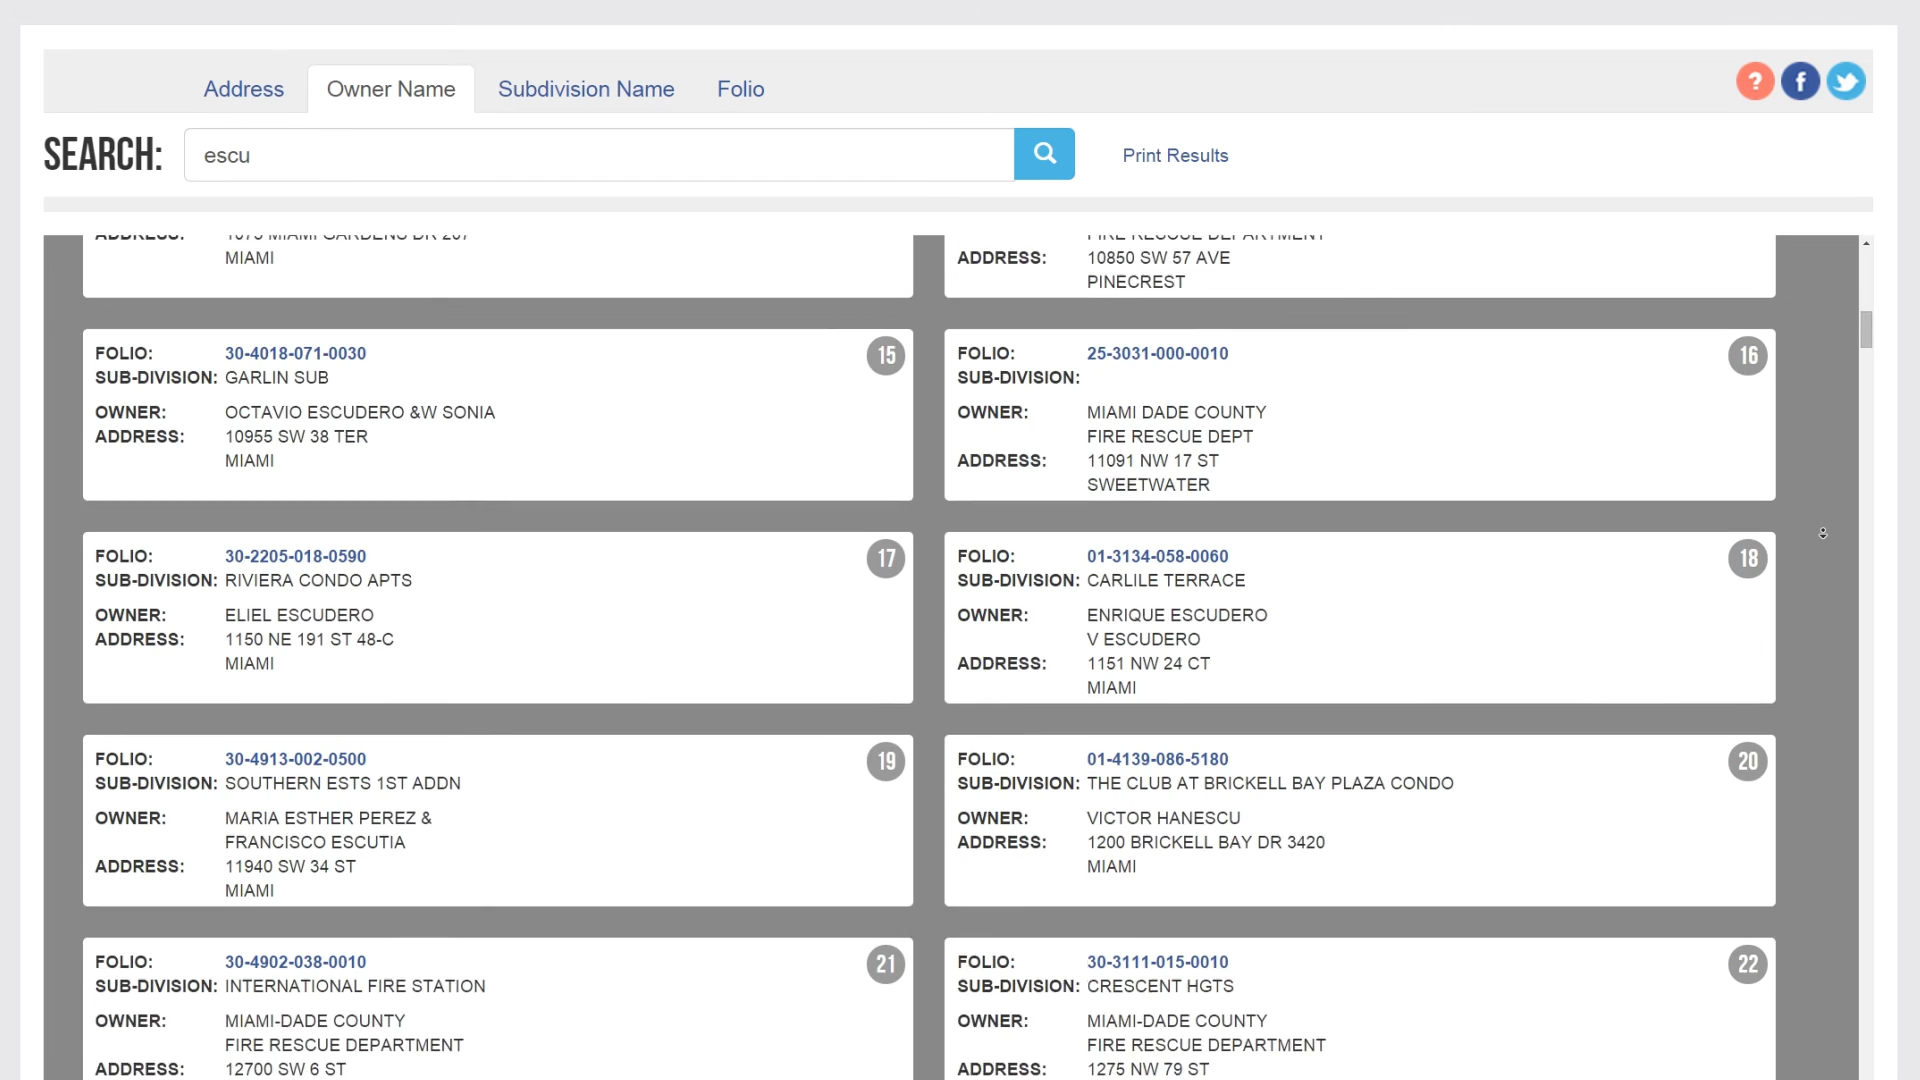 Address Owner Name Subdivision Name Folio
? f
SEARCH: escu Print Results
ADDRESS: 1075 MIAMI GARDENS DR 207
MIAMI
FIRE RESCUE DEPARTMENT
ADDRESS: 10850 SW 57 AVE
PINECREST
FOLIO: 30-4018-071-0030 15
SUB-DIVISION: GARLIN SUB
OWNER: OCTAVIO ESCUDERO &W SONIA
ADDRESS: 10955 SW 38 TER
MIAMI
FOLIO: 25-3031-000-0010 16
SUB-DIVISION:
OWNER: MIAMI DADE COUNTY
FIRE RESCUE DEPT
ADDRESS: 11091 NW 17 ST
SWEETWATER
FOLIO: 30-2205-018-0590 17
SUB-DIVISION: RIVIERA CONDO APTS
OWNER: ELIEL ESCUDERO
ADDRESS: 1150 NE 191 ST 48-C
MIAMI
FOLIO: 01-3134-058-0060 18
SUB-DIVISION: CARLILE TERRACE
OWNER: ENRIQUE ESCUDERO
V ESCUDERO
ADDRESS: 1151 NW 24 CT
MIAMI
FOLIO: 30-4913-002-0500 19
SUB-DIVISION: SOUTHERN ESTS 1ST ADDN
OWNER: MARIA ESTHER PEREZ &
FRANCISCO ESCUTIA
ADDRESS: 11940 SW 34 ST
MIAMI
FOLIO: 01-4139-086-5180 20
SUB-DIVISION: THE CLUB AT BRICKELL BAY PLAZA CONDO
OWNER: VICTOR HANESCU
ADDRESS: 1200 BRICKELL BAY DR 3420
MIAMI
FOLIO: 30-4902-038-0010 21
SUB-DIVISION: INTERNATIONAL FIRE STATION
OWNER: MIAMI-DADE COUNTY
FIRE RESCUE DEPARTMENT
ADDRESS: 12700 SW 6 ST
FOLIO: 30-3111-015-0010 22
SUB-DIVISION: CRESCENT HGTS
OWNER: MIAMI-DADE COUNTY
FIRE RESCUE DEPARTMENT
ADDRESS: 1275 NW 79 ST